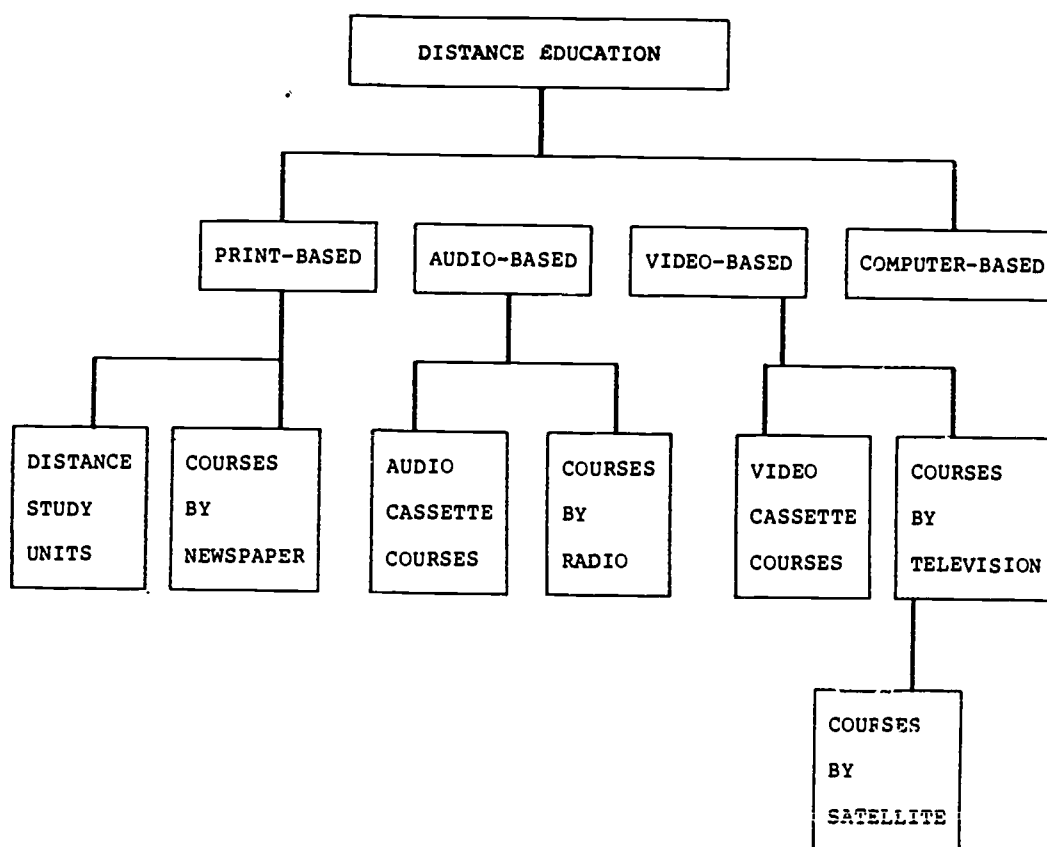 DISTANCE EDUCATION
PRINT-BASED
AUDIO-BASED
VIDEO-BASED
COMPUTER-BASED
DISTANCE
STUDY
UNITS
COURSES
BY
NEWSPAPER
AUDIO
CASSETTE
COURSES
COURSES
BY
RADIO
VIDEO
CASSETTE
COURSES
COURSES
BY
TELEVISION
COURSES
BY
SATELLITE